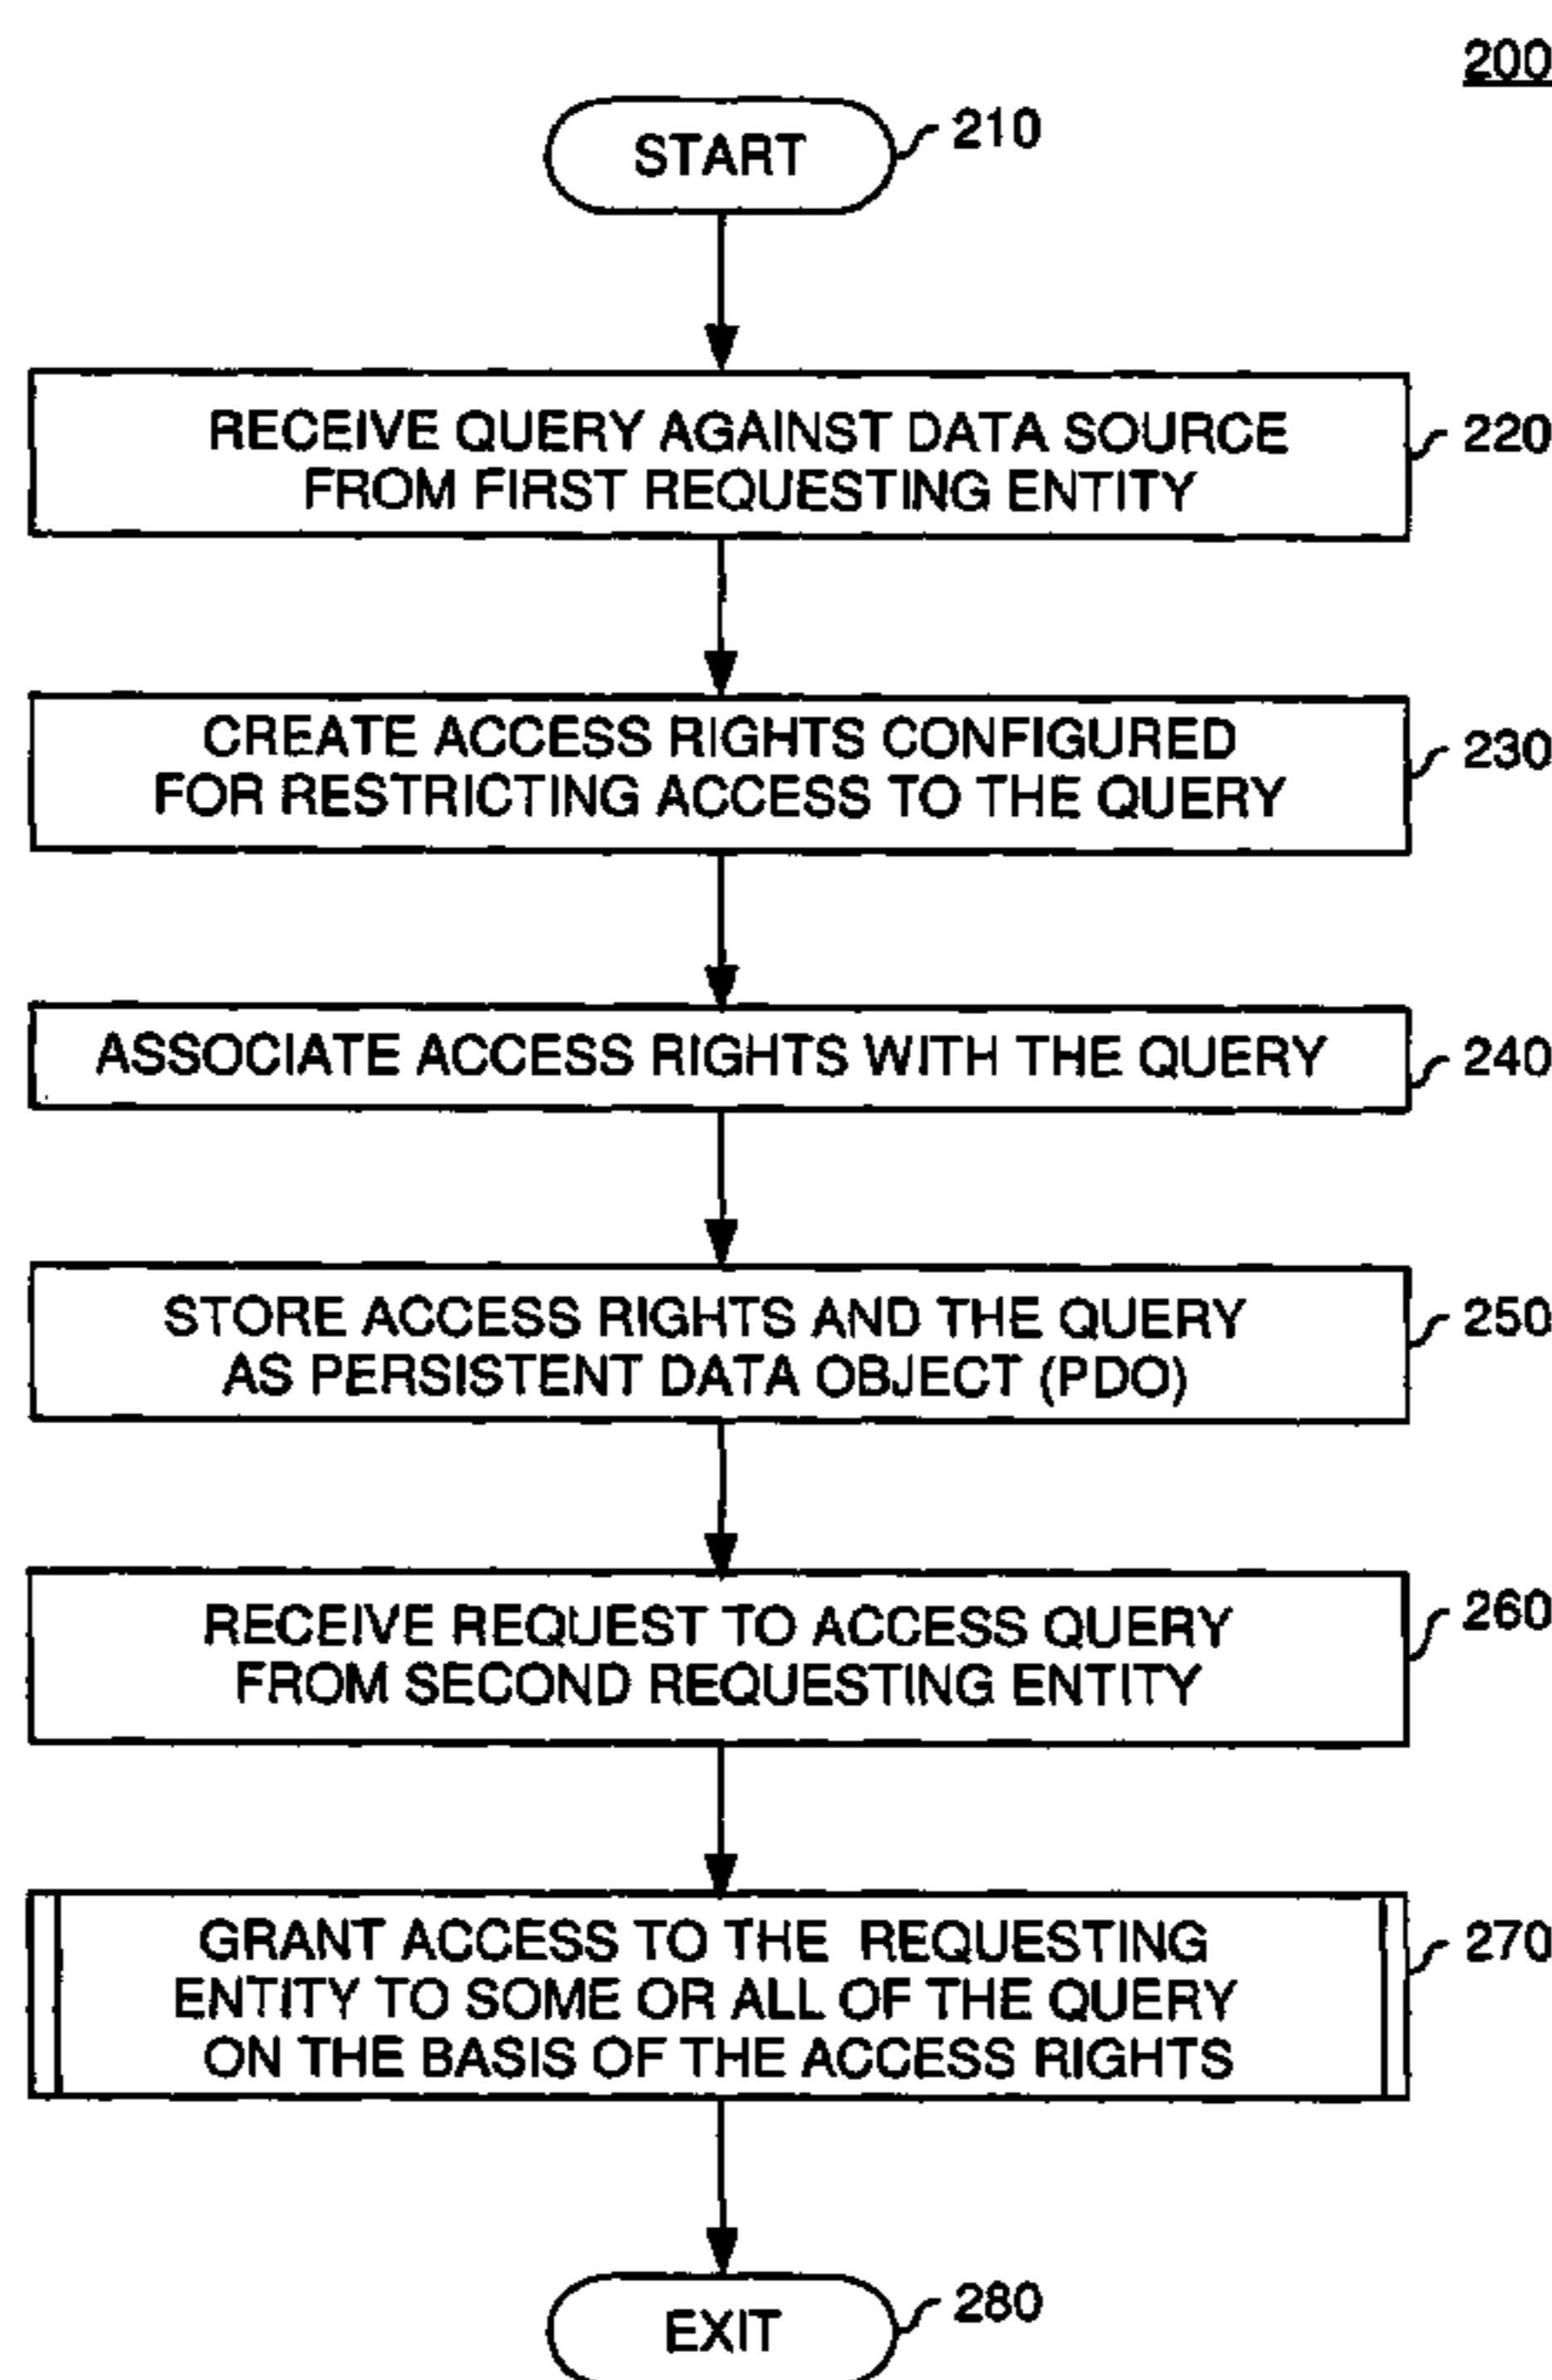 200
START
210
RECEIVE QUERY AGAINST DATA SOURCE
FROM FIRST REQUESTING ENTITY
220
CREATE ACCESS RIGHTS CONFIGURED
FOR RESTRICTING ACCESS TO THE QUERY
230
ASSOCIATE ACCESS RIGHTS WITH THE QUERY
240
STORE ACCESS RIGHTS AND THE QUERY
AS PERSISTENT DATA OBJECT (PDO)
250
RECEIVE REQUEST TO ACCESS QUERY
FROM SECOND REQUESTING ENTITY
260
GRANT ACCESS TO THE REQUESTING
ENTITY TO SOME OR ALL OF THE QUERY
ON THE BASIS OF THE ACCESS RIGHTS
270
EXIT
280